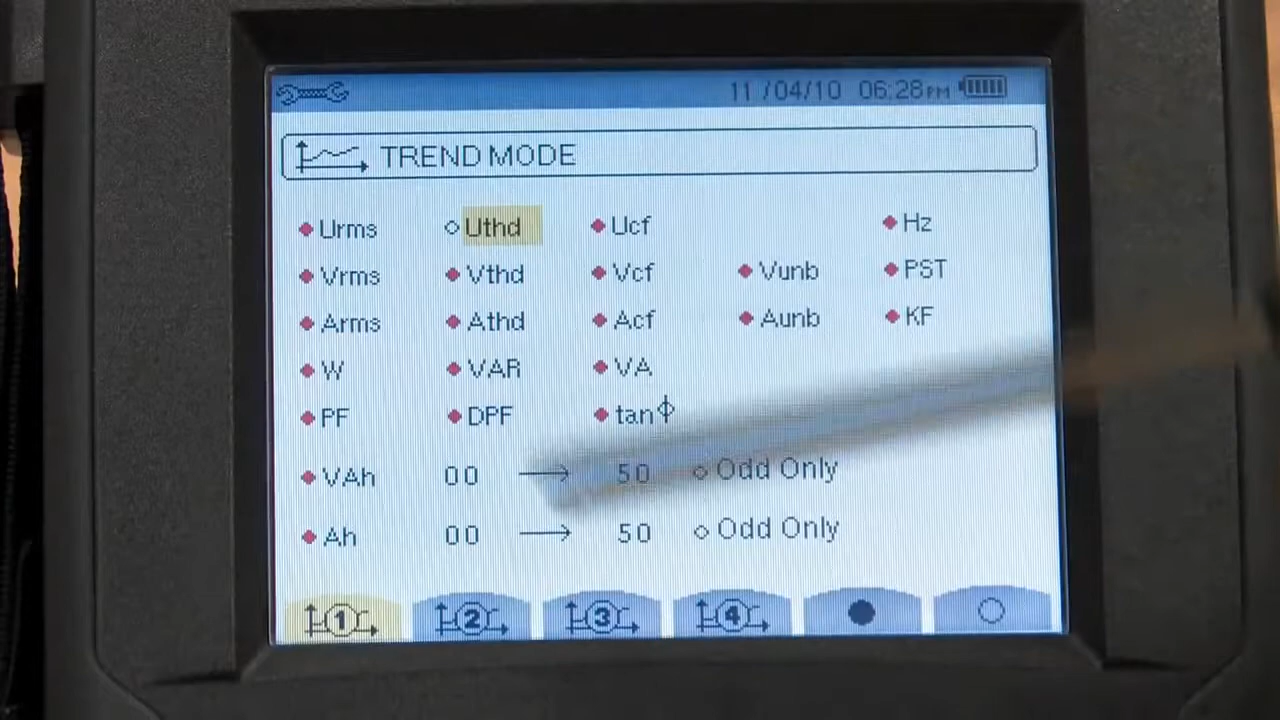 11/04/10 06:28PM
TREND MODE
Urms Uthd Ucf Hz
Vrms Vthd Vcf Vunb PST
Arms Athd Acf Aunb KF
W VAR VA
PF DPF tanΦ
VAh 00 → 50 Odd Only
Ah 00 → 50 Odd Only
1 2 3 4